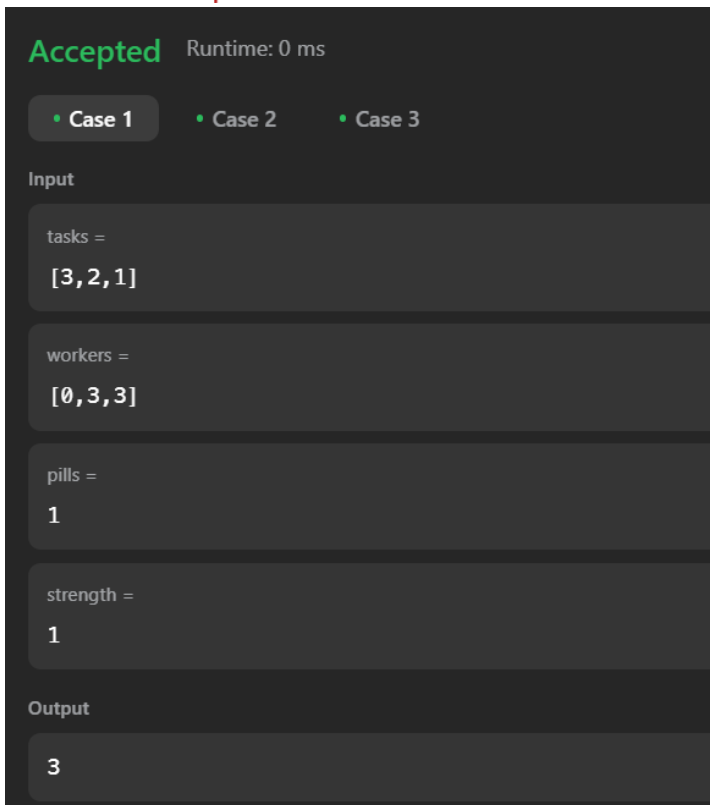 Accepted Runtime: 0 ms
• Case 1 • Case 2 • Case 3
Input
tasks =
[3,2,1]
workers =
[0,3,3]
pills =
1
strength =
1
Output
3